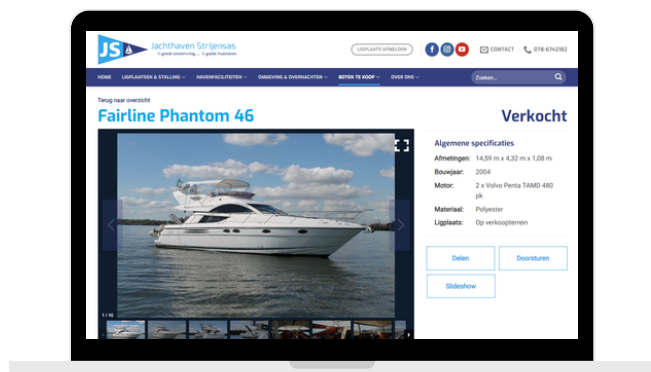 JS
Jachthaven Strijensas
'n goede bestemming .... 'n goede thuishaven
LIGPLAATS AFMELDEN
CONTACT
078-6742182
HOME
LIGPLAATSEN & STALLING
HAVENFACILITEITEN
OMGEVING & OVERNACHTEN
BOTEN TE KOOP
OVER ONS
Zoeken...
Terug naar overzicht
Fairline Phantom 46
Verkocht
Algemene specificaties
Afmetingen: 14,59 m x 4,32 m x 1,08 m
Bouwjaar: 2004
Motor: 2 x Volvo Penta TAMD 480
pk
Materiaal: Polyester
Ligplaats: Op verkoopterrein
Delen
Doorsturen
Slideshow
1 / 16